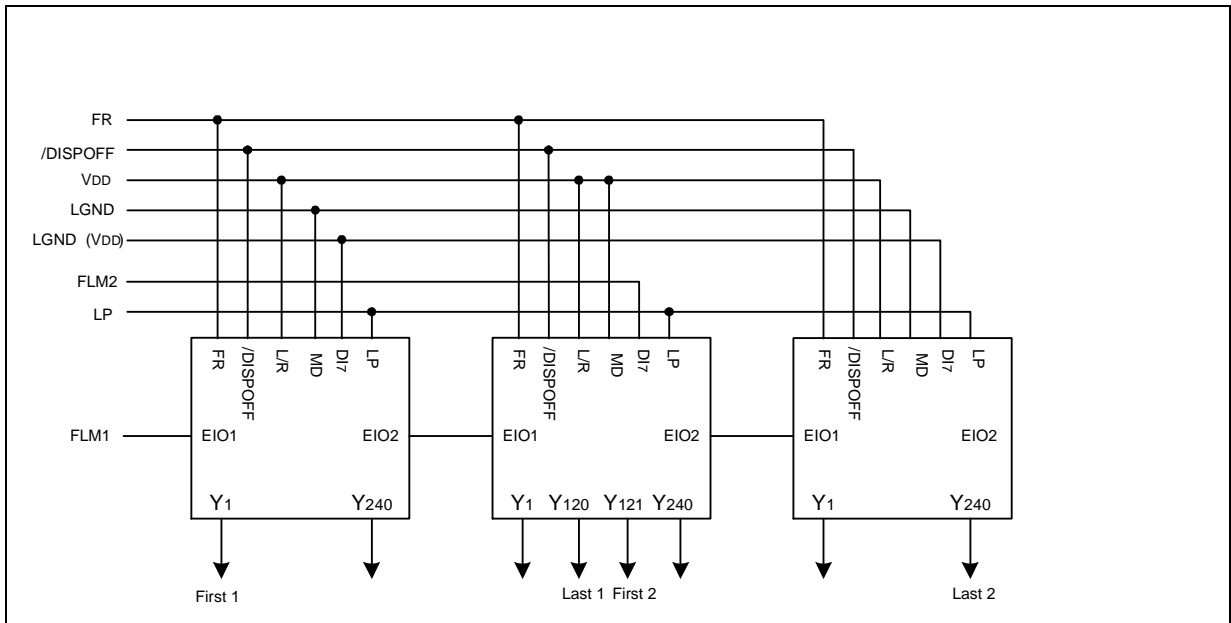 FR
/DISPOFF
VDD
LGND
LGND (VDD)
FLM2
LP
FR /DISPOFF L/R MD DI7 LP
FR /DISPOFF L/R MD DI7 LP
FR /DISPOFF L/R MD DI7 LP
FLM1 EIO1 EIO2 EIO1 EIO2 EIO1 EIO2
Y1 Y240 Y1 Y120 Y121 Y240 Y1 Y240
First 1 Last 1 First 2 Last 2